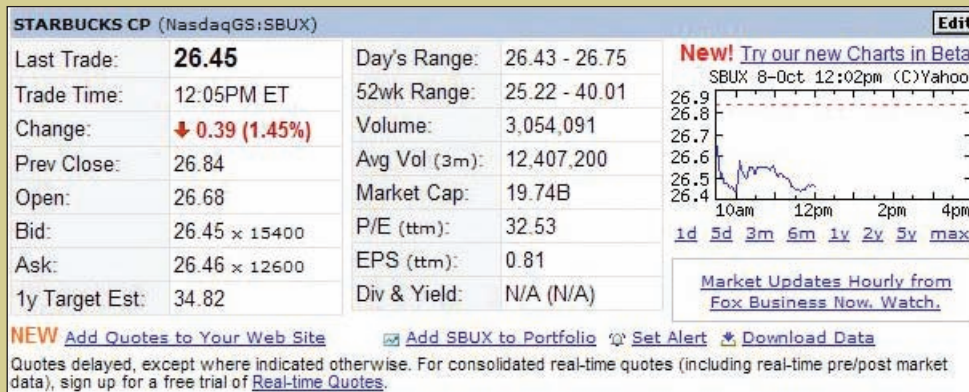 STARBUCKS CP (NasdaqGS:SBUX) Edit
Last Trade: 26.45
Trade Time: 12:05PM ET
Change: 0.39 (1.45%)
Prev Close: 26.84
Open: 26.68
Bid: 26.45 x 15400
Ask: 26.46 x 12600
1y Target Est: 34.82
Day's Range: 26.43 - 26.75
52wk Range: 25.22 - 40.01
Volume: 3,054,091
Avg Vol (3m): 12,407,200
Market Cap: 19.74B
P/E (ttm): 32.53
EPS (ttm): 0.81
Div & Yield: N/A (N/A)
New! Try our new Charts in Beta
SBUX 8-Oct 12:02pm (C)Yahoo
26.9
26.8
26.7
26.6
26.5
26.4
10am 12pm 2pm 4pm
1d 5d 3m 6m 1y 2y 5y max
Market Updates Hourly from
Fox Business Now. Watch.
NEW Add Quotes to Your Web Site Add SBUX to Portfolio Set Alert Download Data
Quotes delayed, except where indicated otherwise. For consolidated real-time quotes (including real-time pre/post market
data), sign up for a free trial of Real-time Quotes.